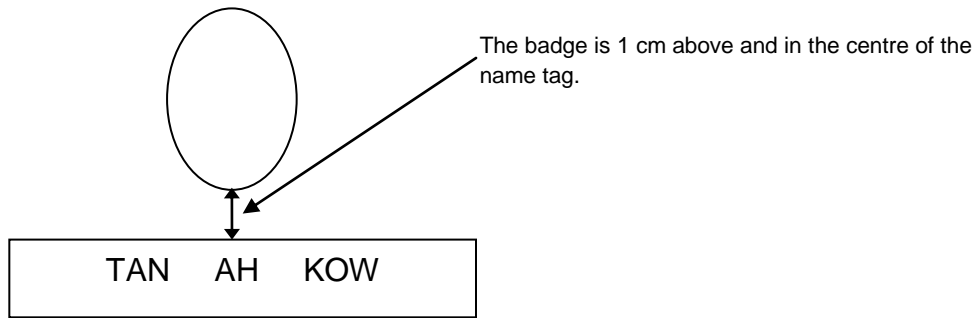 The badge is 1 cm above and in the centre of the
name tag.
TAN AH KOW